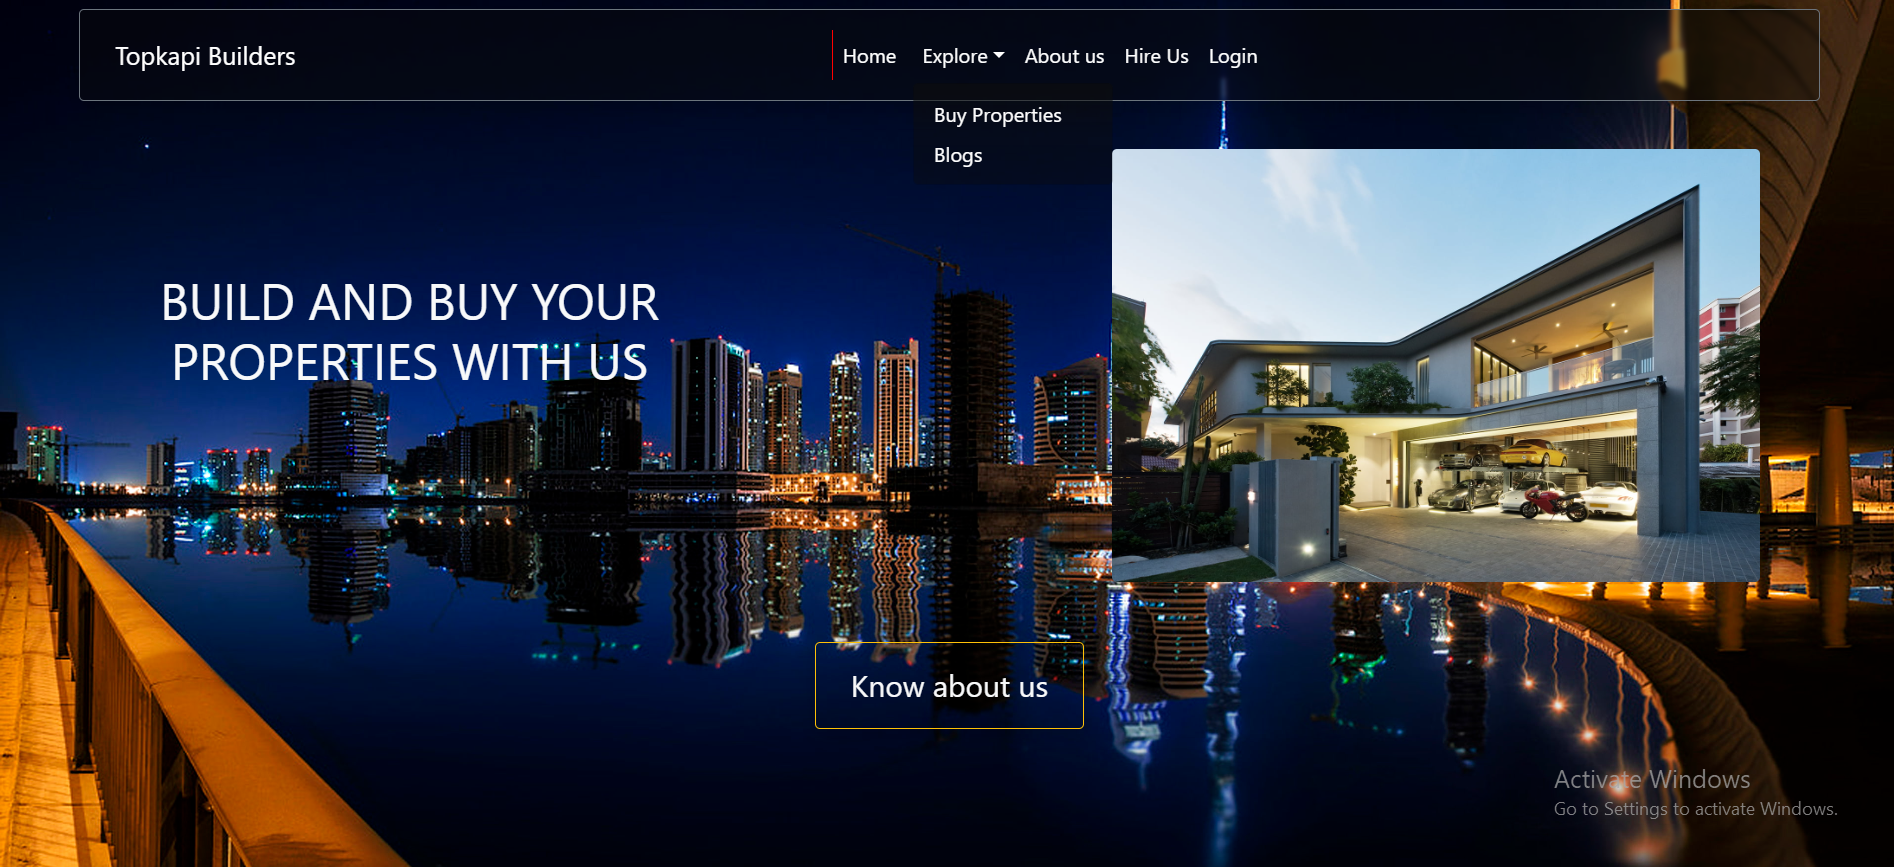 Topkapi Builders
Home Explore About us Hire Us Login
Buy Properties
Blogs
BUILD AND BUY YOUR
PROPERTIES WITH US
Know about us
Activate Windows
Go to Settings to activate Windows.